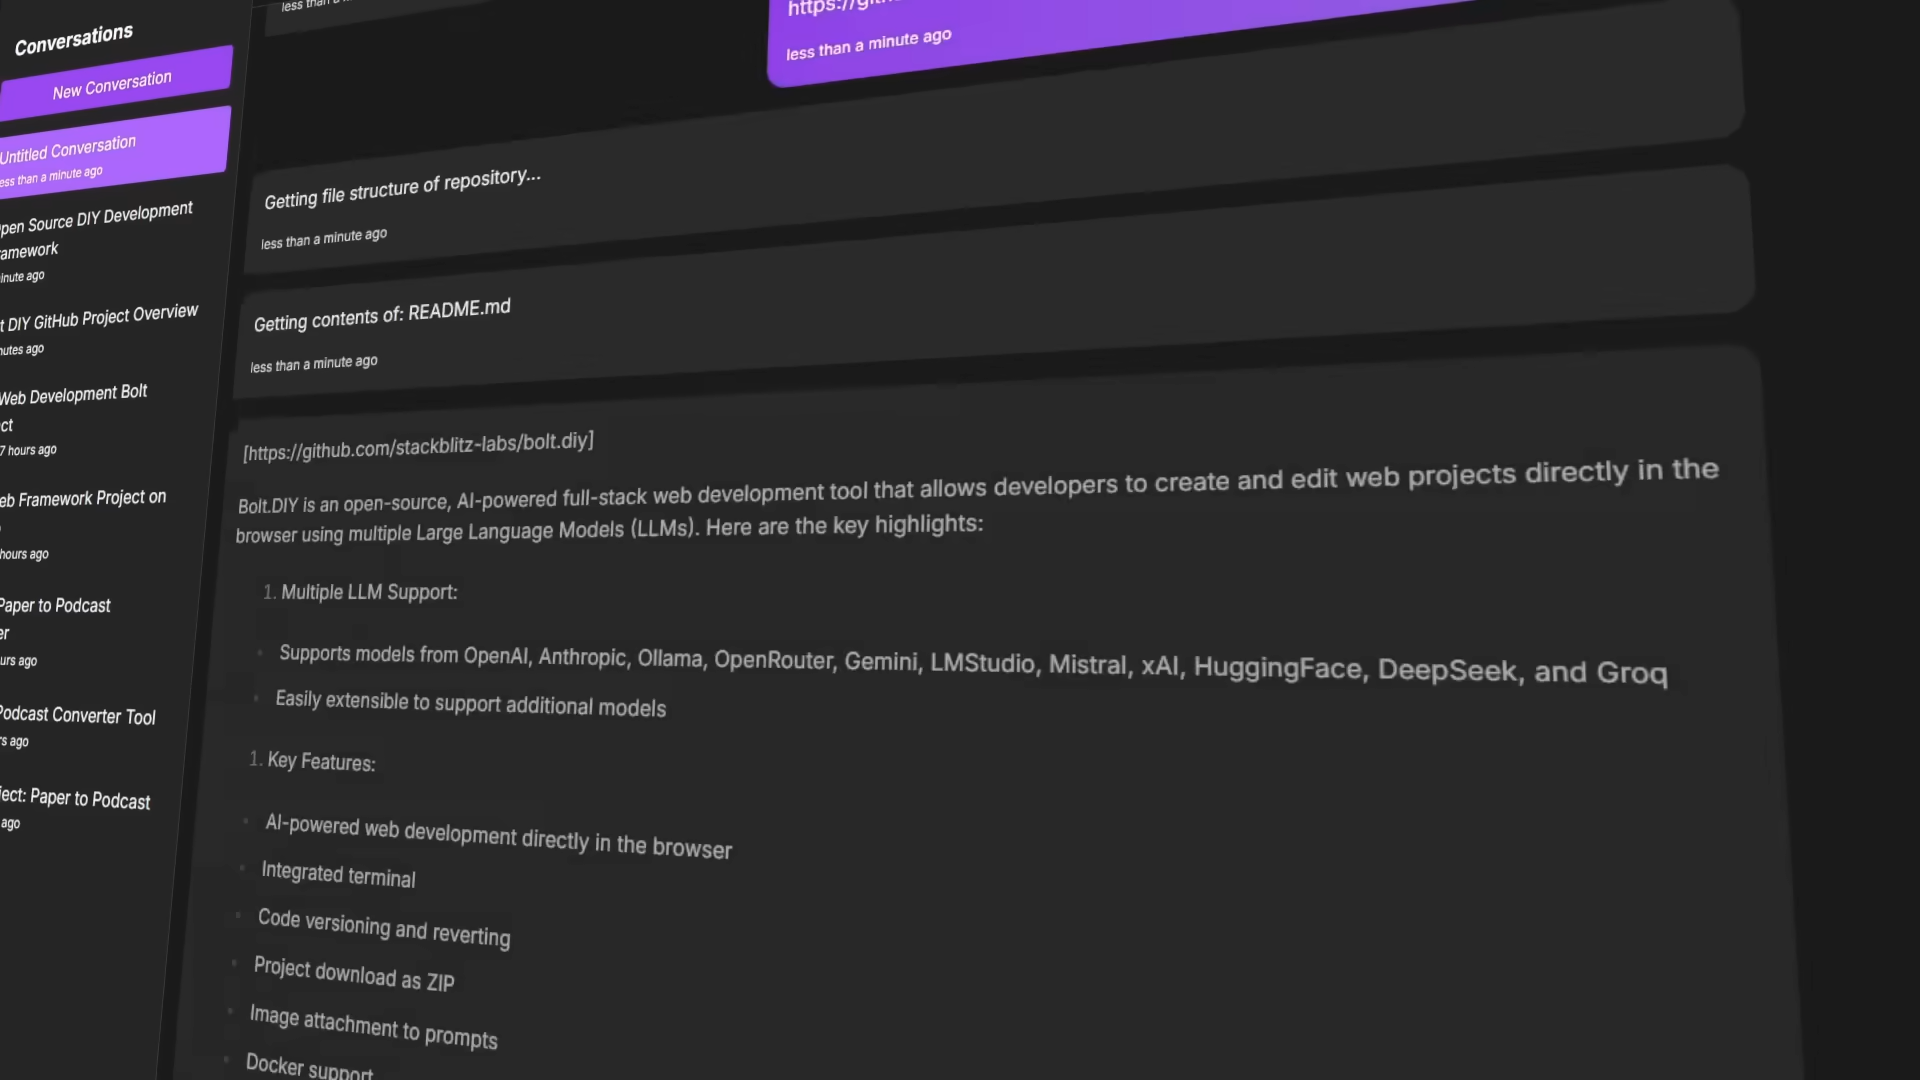 Conversations
New Conversation
Untitled Conversation
less than a minute ago
Open Source DIY Development
Framework
minute ago
DIY GitHub Project Overview
minutes ago
Web Development Bolt
7 hours ago
Web Framework Project on
hours ago
Paper to Podcast
hours ago
Podcast Converter Tool
ago
Project: Paper to Podcast
ago
less than a
https://gith
less than a minute ago
Getting file structure of repository...
less than a minute ago
Getting contents of: README.md
less than a minute ago
[https://github.com/stackblitz-labs/bolt.diy]
Bolt.DIY is an open-source, AI-powered full-stack web development tool that allows developers to create and edit web projects directly in the
browser using multiple Large Language Models (LLMs). Here are the key highlights:
1. Multiple LLM Support:
Supports models from OpenAI, Anthropic, Ollama, OpenRouter, Gemini, LMStudio, Mistral, xAI, HuggingFace, DeepSeek, and Groq
Easily extensible to support additional models
1. Key Features:
AI-powered web development directly in the browser
Integrated terminal
Code versioning and reverting
Project download as ZIP
Image attachment to prompts
Docker support